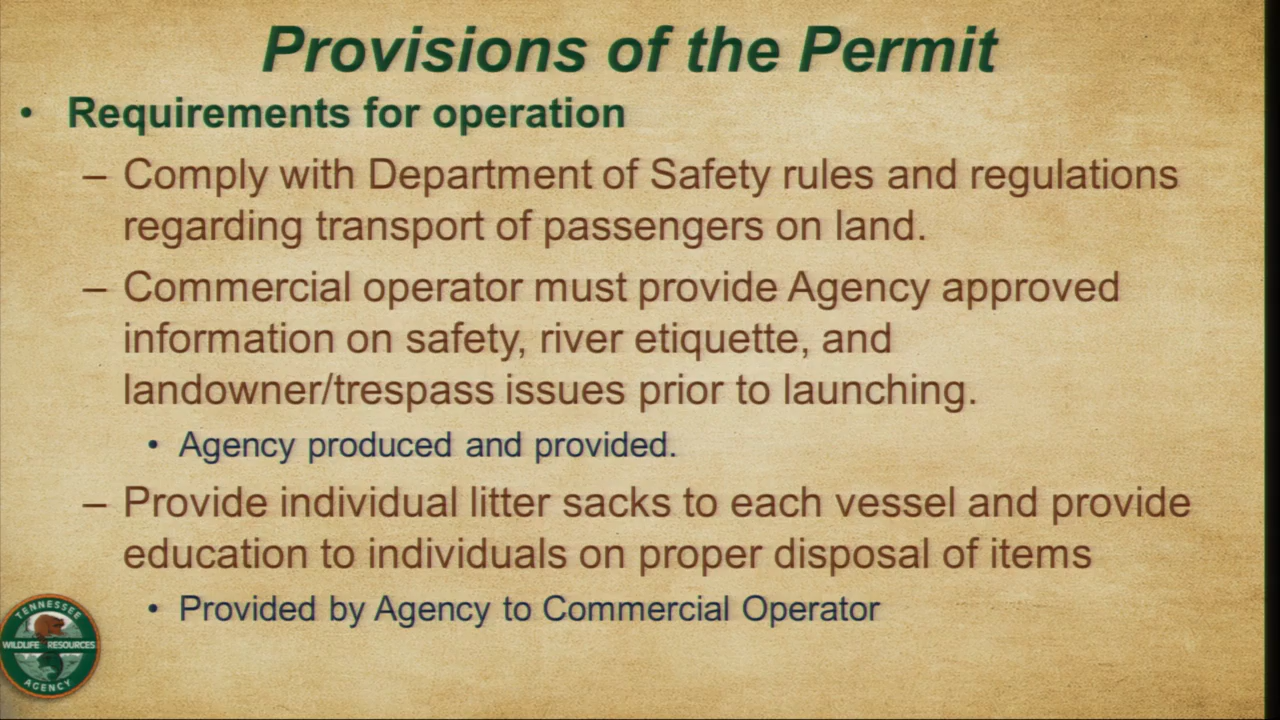 Provisions of the Permit
• Requirements for operation
– Comply with Department of Safety rules and regulations
regarding transport of passengers on land.
– Commercial operator must provide Agency approved
information on safety, river etiquette, and
landowner/trespass issues prior to launching.
• Agency produced and provided.
– Provide individual litter sacks to each vessel and provide
education to individuals on proper disposal of items
• Provided by Agency to Commercial Operator
TENNESSEE
WILDLIFE RESOURCES
AGENCY